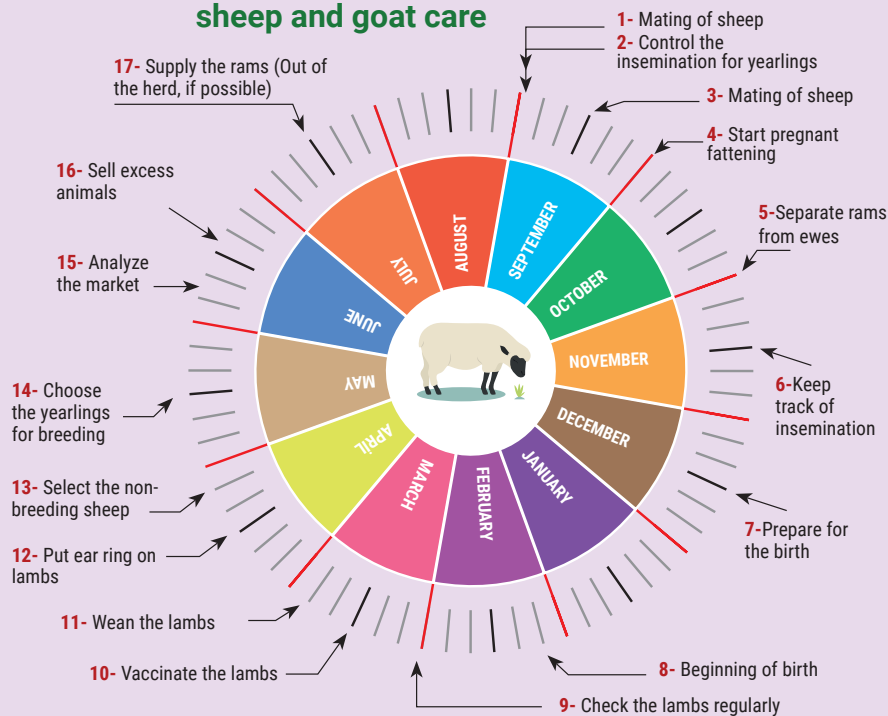 sheep and goat care
1- Mating of sheep
2- Control the
insemination for yearlings
3- Mating of sheep
4- Start pregnant
fattening
5-Separate rams
from ewes
6-Keep
track of
insemination
7-Prepare for
the birth
8- Beginning of birth
9- Check the lambs regularly
10- Vaccinate the lambs
11- Wean the lambs
12- Put ear ring on
lambs
13- Select the non-
breeding sheep
14- Choose
the yearlings
for breeding
15- Analyze
the market
16- Sell excess
animals
17- Supply the rams (Out of
the herd, if possible)
AUGUST
SEPTEMBER
OCTOBER
NOVEMBER
DECEMBER
JANUARY
FEBRUARY
MARCH
APRİL
MAY
JUNE
JULY